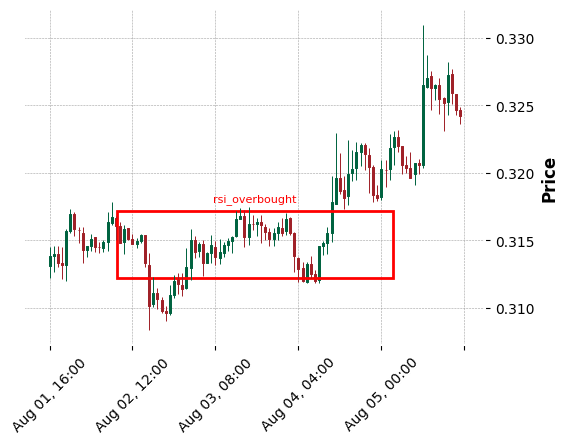 0.330
0.325
0.320
0.315
0.310
Price
rsi_overbought
Aug 01, 16:00
Aug 02, 12:00
Aug 03, 08:00
Aug 04, 04:00
Aug 05, 00:00